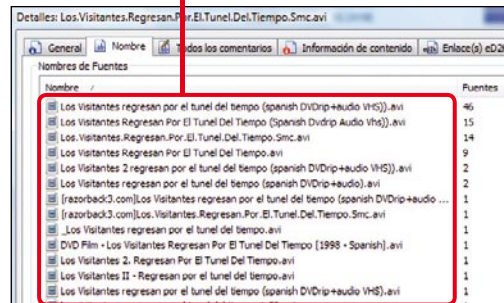 Detalles: Los.Visitantes.Regresan.Por.El.Tunel.Del.Tiempo.Smc.avi
General Nombre Todos los comentarios Información de contenido Enlace(s) eD2
Nombres de Fuentes
Nombre / Fuentes
Los Visitantes regresan por el tunel del tiempo (spanish DVDrip+audio VHS)).avi 46
Los Visitantes Regresan Por El Tunel Del Tiempo (Spanish Dvdrip Audio Vhs)).avi 15
Los.Visitantes.Regresan.Por.El.Tunel.Del.Tiempo.Smc.avi 14
Los Visitantes Regresan Por El Tunel Del Tiempo.avi 9
Los Visitantes 2 regresan por el tunel del tiempo (spanish DVDrip+audio VHS)).avi 2
Los Visitantes regresan por el tunel del tiempo (spanish DVDrip+audio).avi 2
[razorback3.com]Los Visitantes regresan por el tunel del tiempo (spanish DVDrip+audio ... 1
[razorback3.com]Los.Visitantes.Regresan.Por.El.Tunel.Del.Tiempo.Smc.avi 1
_Los Visitantes regresan por el tunel del tiempo.avi 1
DVD Film - Los Visitantes Regresan Por El Tunel Del Tiempo [1998 - Spanish].avi 1
Los Visitantes 2. Regresan Por El Tunel Del Tiempo.avi 1
Los Visitantes II - Regresan por el tunel del tiempo.avi 1
Los Visitantes regresan por el tunel del tiempo (spanish DVDrip+audio VHS).avi 1